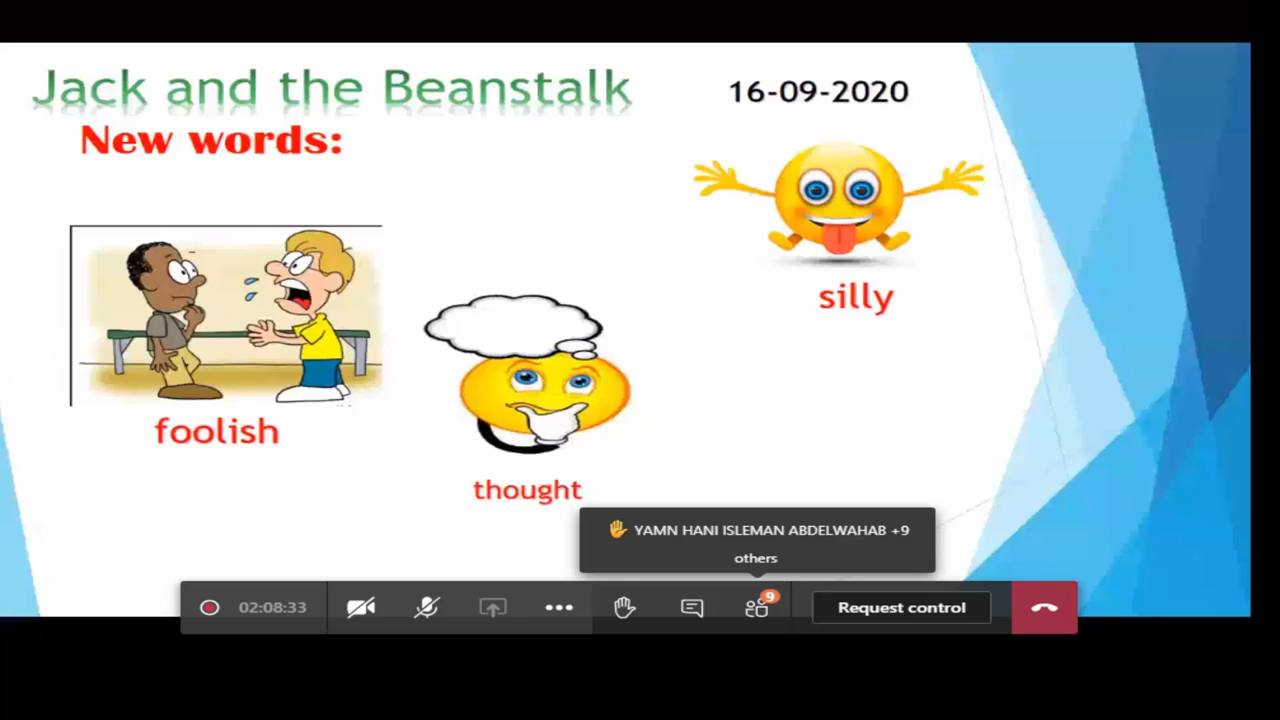 Jack and the Beanstalk
16-09-2020
New words:
silly
foolish
thought
YAMN HANI ISLEMAN ABDELWAHAB +9
others
02:08:33
9
Request control